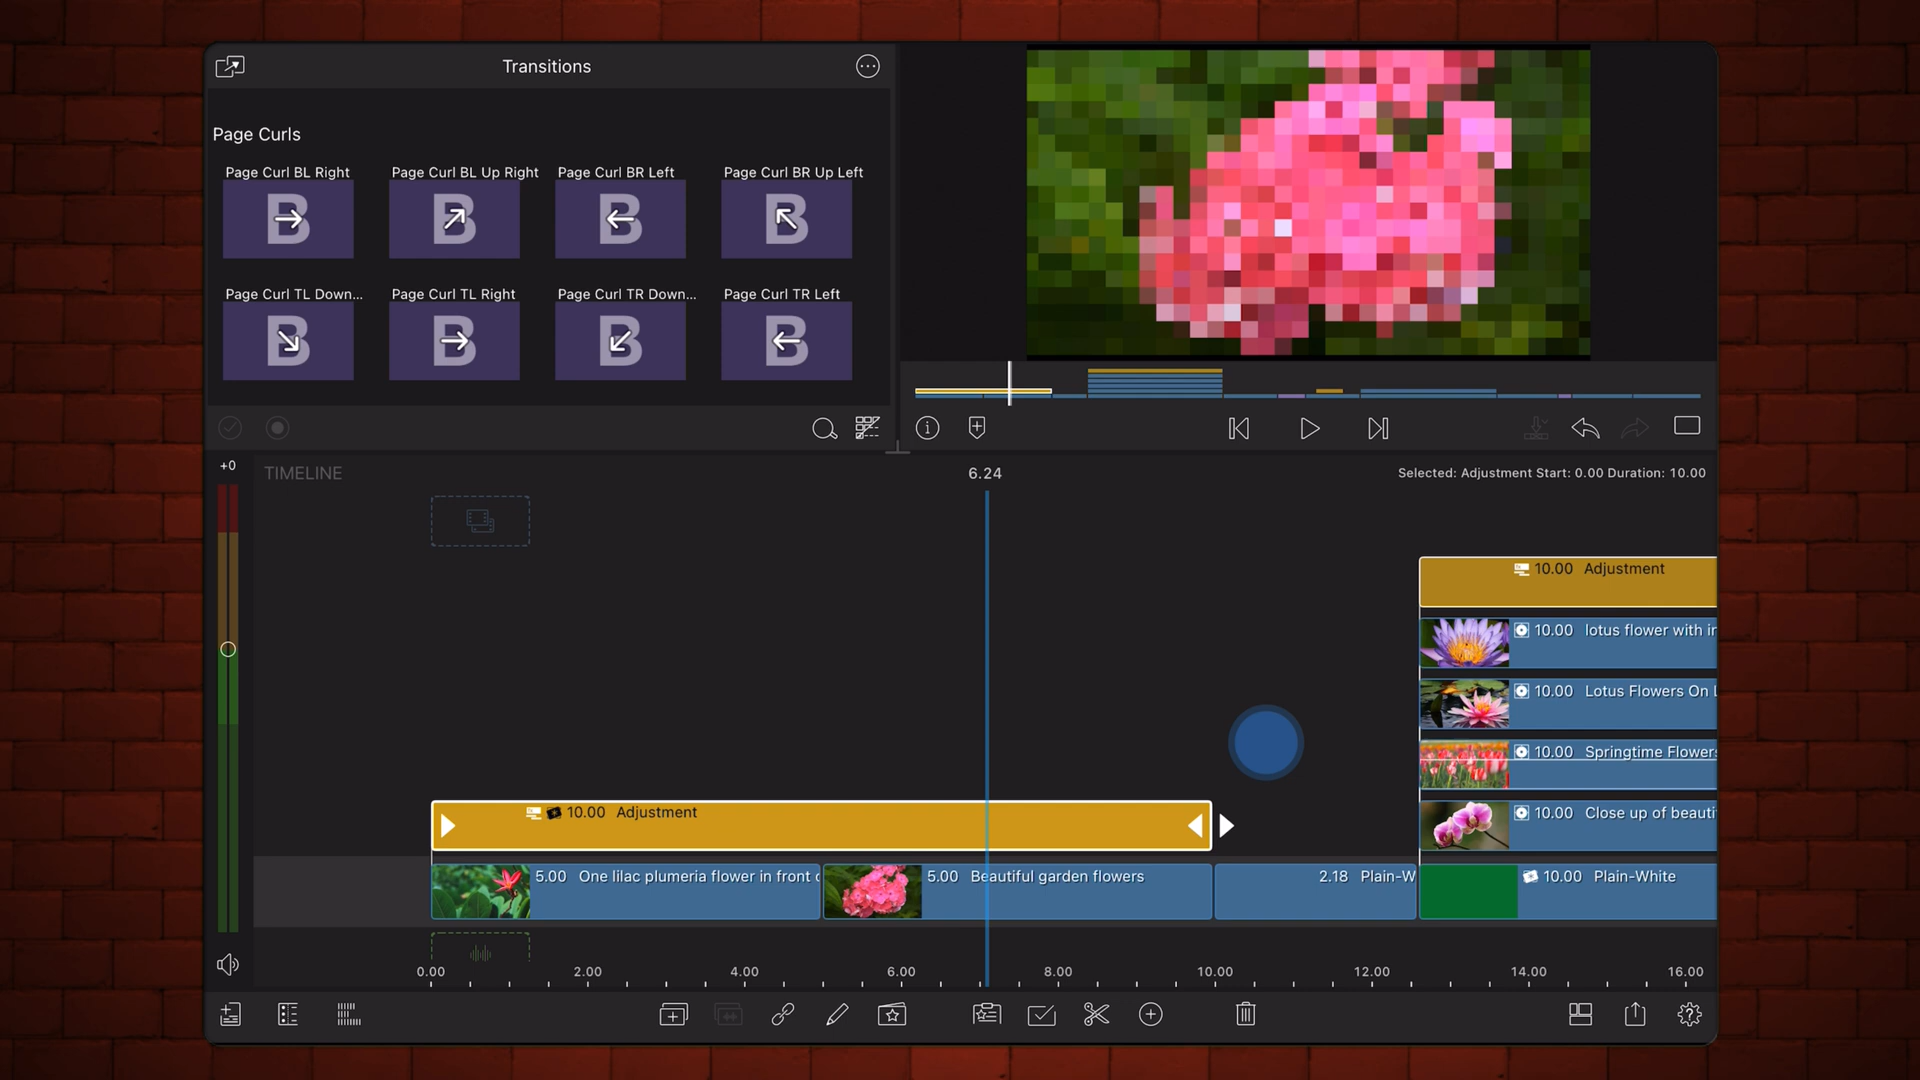 Transitions
Page Curls
Page Curl BL Right
Page Curl BL Up Right
Page Curl BR Left
Page Curl BR Up Left
B
B
B
B
Page Curl TL Down...
Page Curl TL Right
Page Curl TR Down...
Page Curl TR Left
B
B
B
B
+0
TIMELINE
6.24
Selected: Adjustment Start: 0.00 Duration: 10.00
10.00 Adjustment
10.00 lotus flower with ir
10.00 Lotus Flowers On L
10.00 Springtime Flowers
10.00 Close up of beauti
10.00 Adjustment
5.00 One lilac plumeria flower in front o
5.00 Beautiful garden flowers
2.18 Plain-W
10.00 Plain-White
0.00 2.00 4.00 6.00 8.00 10.00 12.00 14.00 16.00